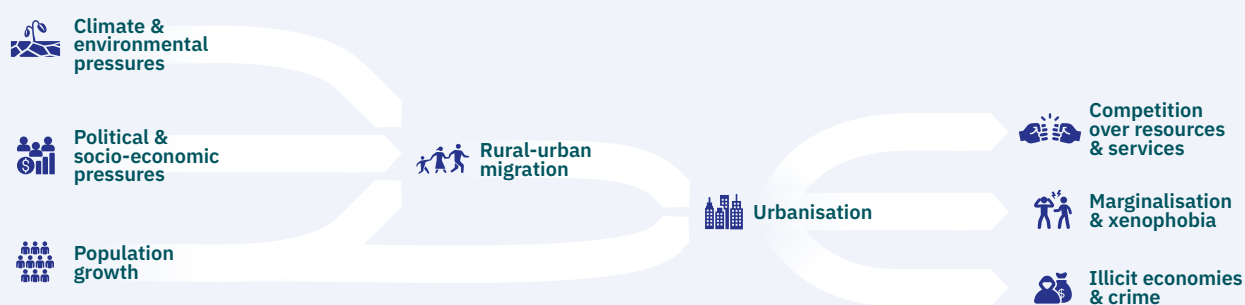 Climate &
environmental
pressures
Political &
socio-economic
pressures
Population
growth
Rural-urban
migration
Urbanisation
Competition
over resources
& services
Marginalisation
& xenophobia
Illicit economies
& crime